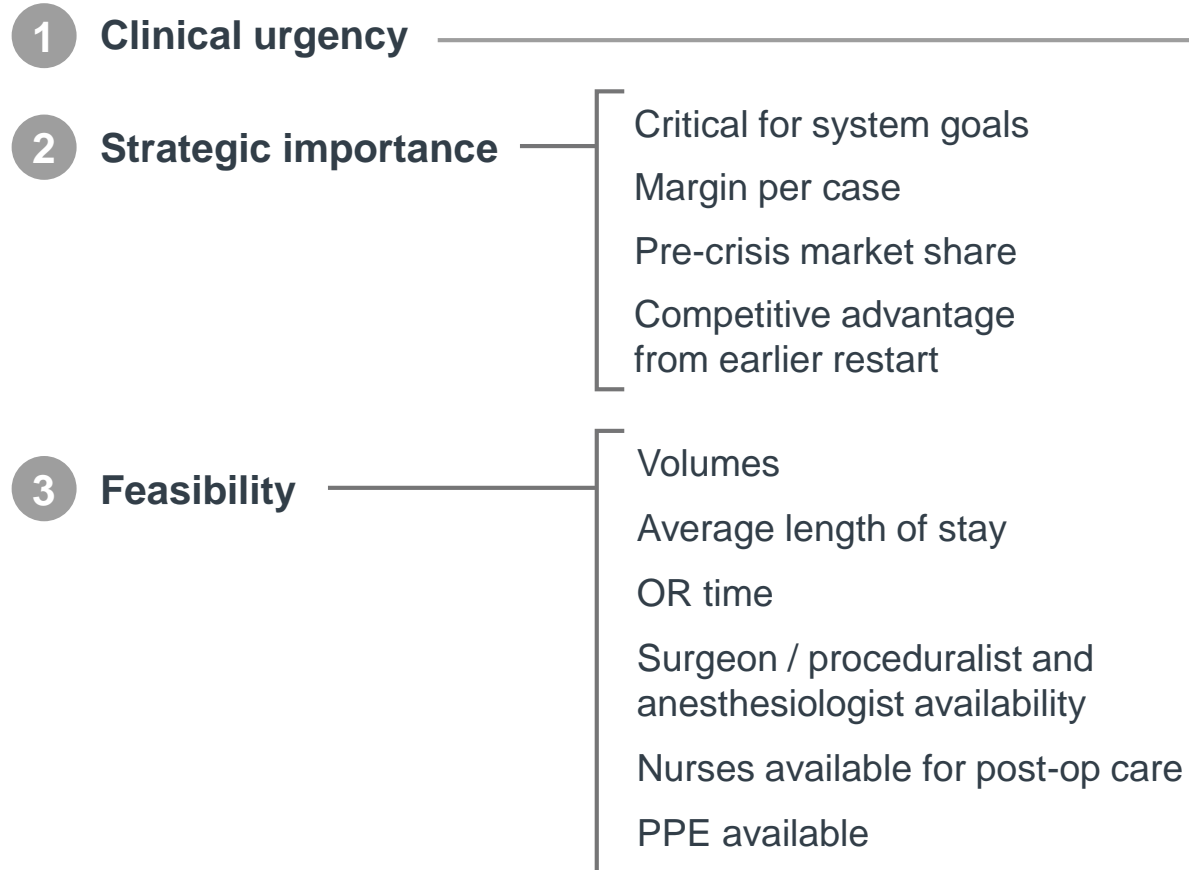 1 Clinical urgency
2 Strategic importance
Critical for system goals
Margin per case
Pre-crisis market share
Competitive advantage
from earlier restart
3 Feasibility
Volumes
Average length of stay
OR time
Surgeon / proceduralist and
anesthesiologist availability
Nurses available for post-op care
PPE available